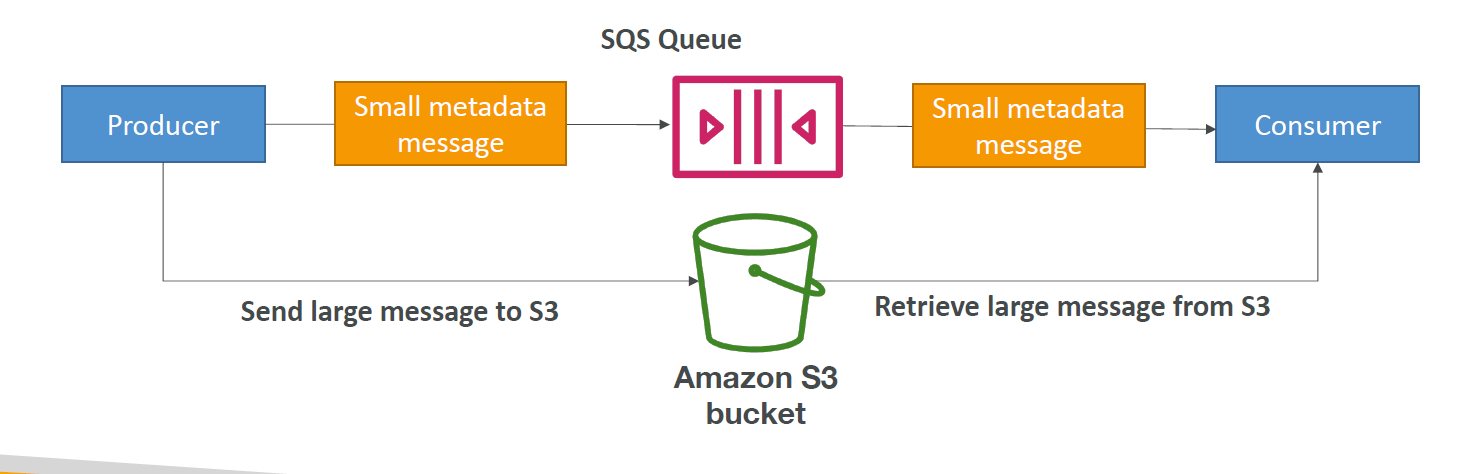 SQS Queue
Producer
Small metadata
message
Small metadata
message
Consumer
Send large message to S3
Retrieve large message from S3
Amazon S3
bucket